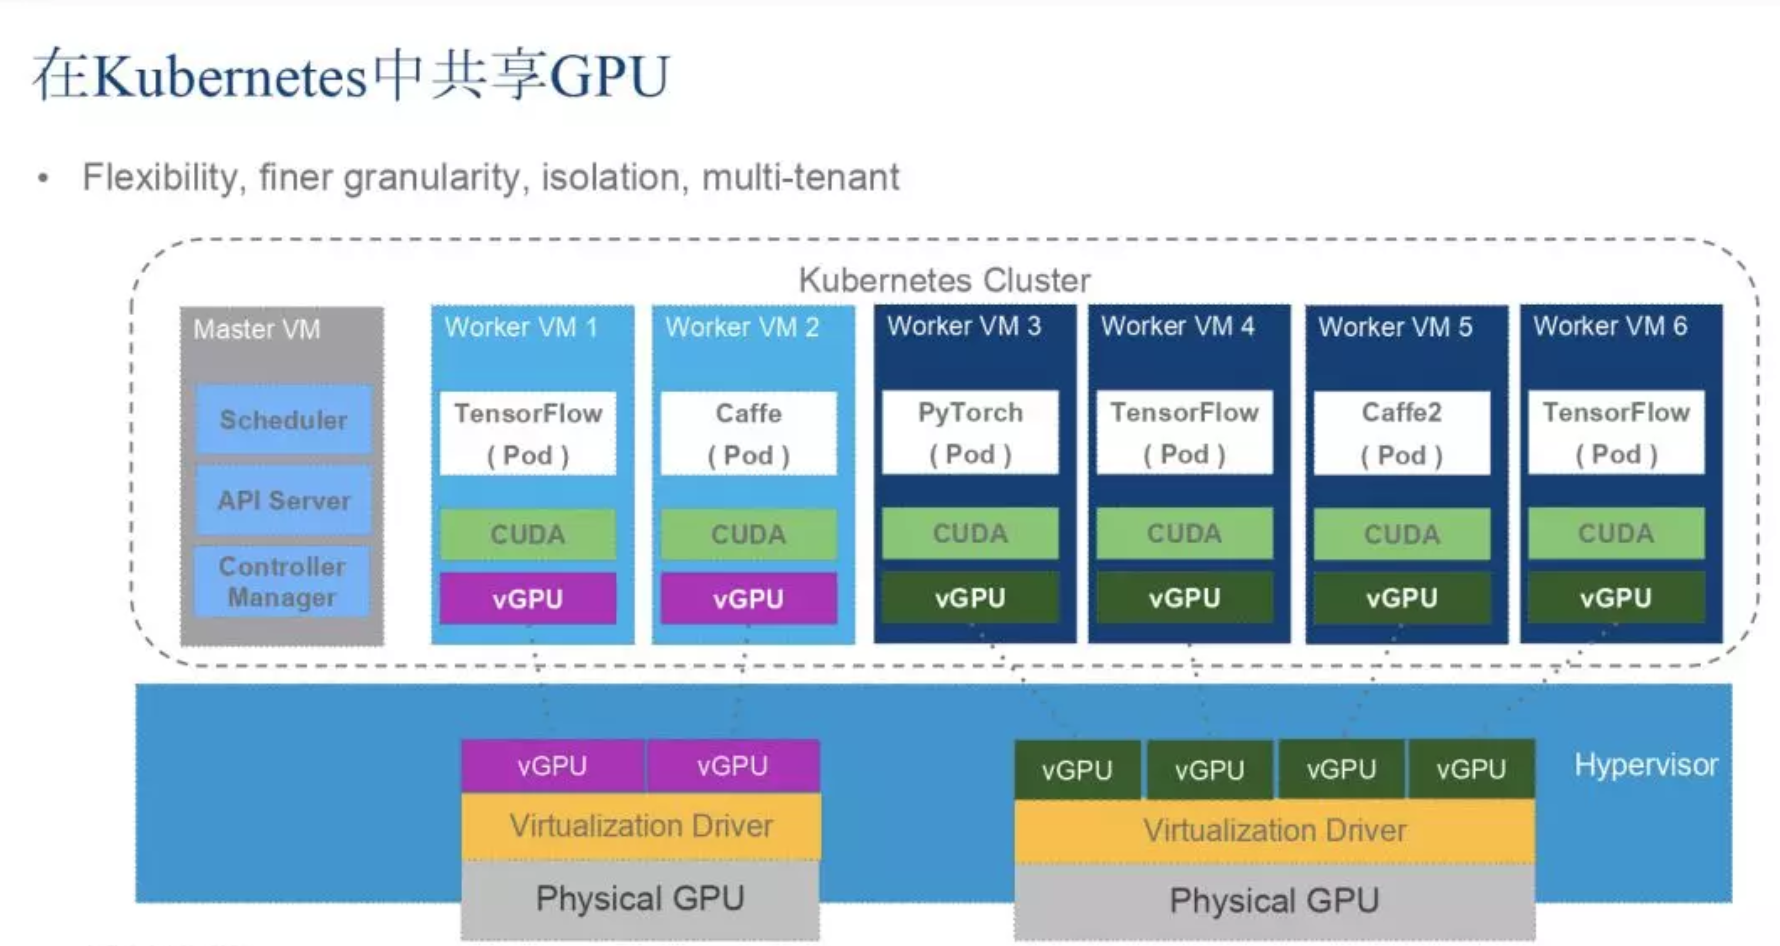 在Kubernetes中共享GPU
• Flexibility, finer granularity, isolation, multi-tenant
Kubernetes Cluster
Master VM
Scheduler
API Server
Controller
Manager
Worker VM 1
TensorFlow
( Pod )
CUDA
vGPU
Worker VM 2
Caffe
( Pod )
CUDA
vGPU
Worker VM 3
PyTorch
( Pod )
CUDA
vGPU
Worker VM 4
TensorFlow
( Pod )
CUDA
vGPU
Worker VM 5
Caffe2
( Pod )
CUDA
vGPU
Worker VM 6
TensorFlow
( Pod )
CUDA
vGPU
Hypervisor
vGPU
vGPU
Virtualization Driver
Physical GPU
vGPU
vGPU
vGPU
vGPU
Virtualization Driver
Physical GPU